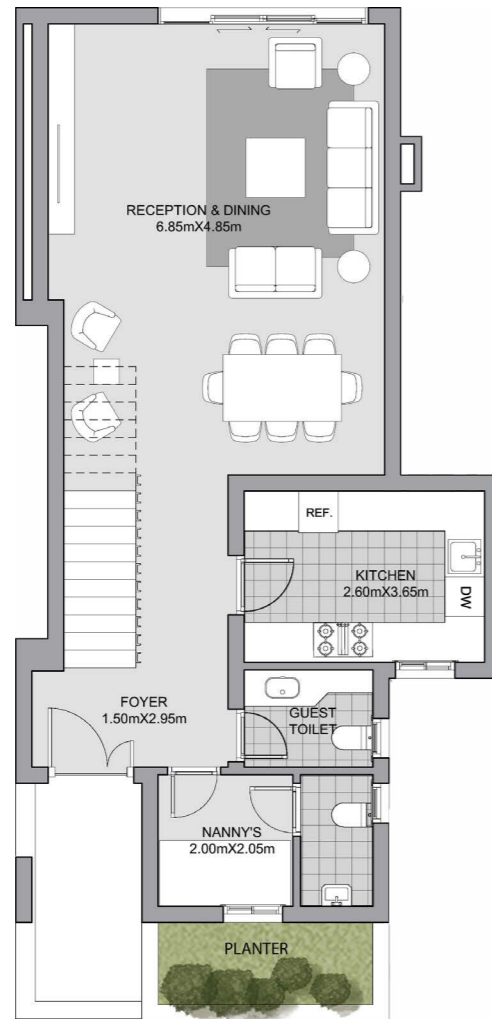 RECEPTION & DINING
6.85mX4.85m
REF.
KITCHEN
2.60mX3.65m
DW
FOYER
1.50mX2.95m
GUEST
TOILET
NANNY'S
2.00mX2.05m
PLANTER